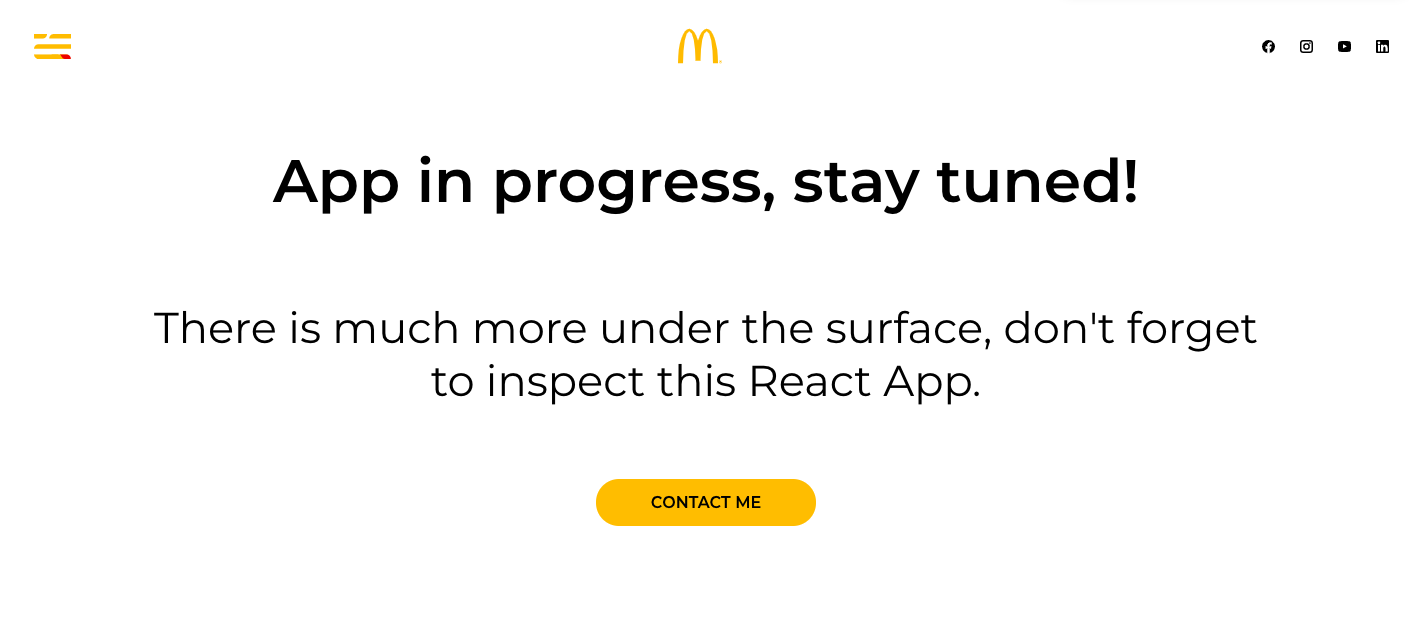 App in progress, stay tuned!
There is much more under the surface, don't forget
to inspect this React App.
CONTACT ME